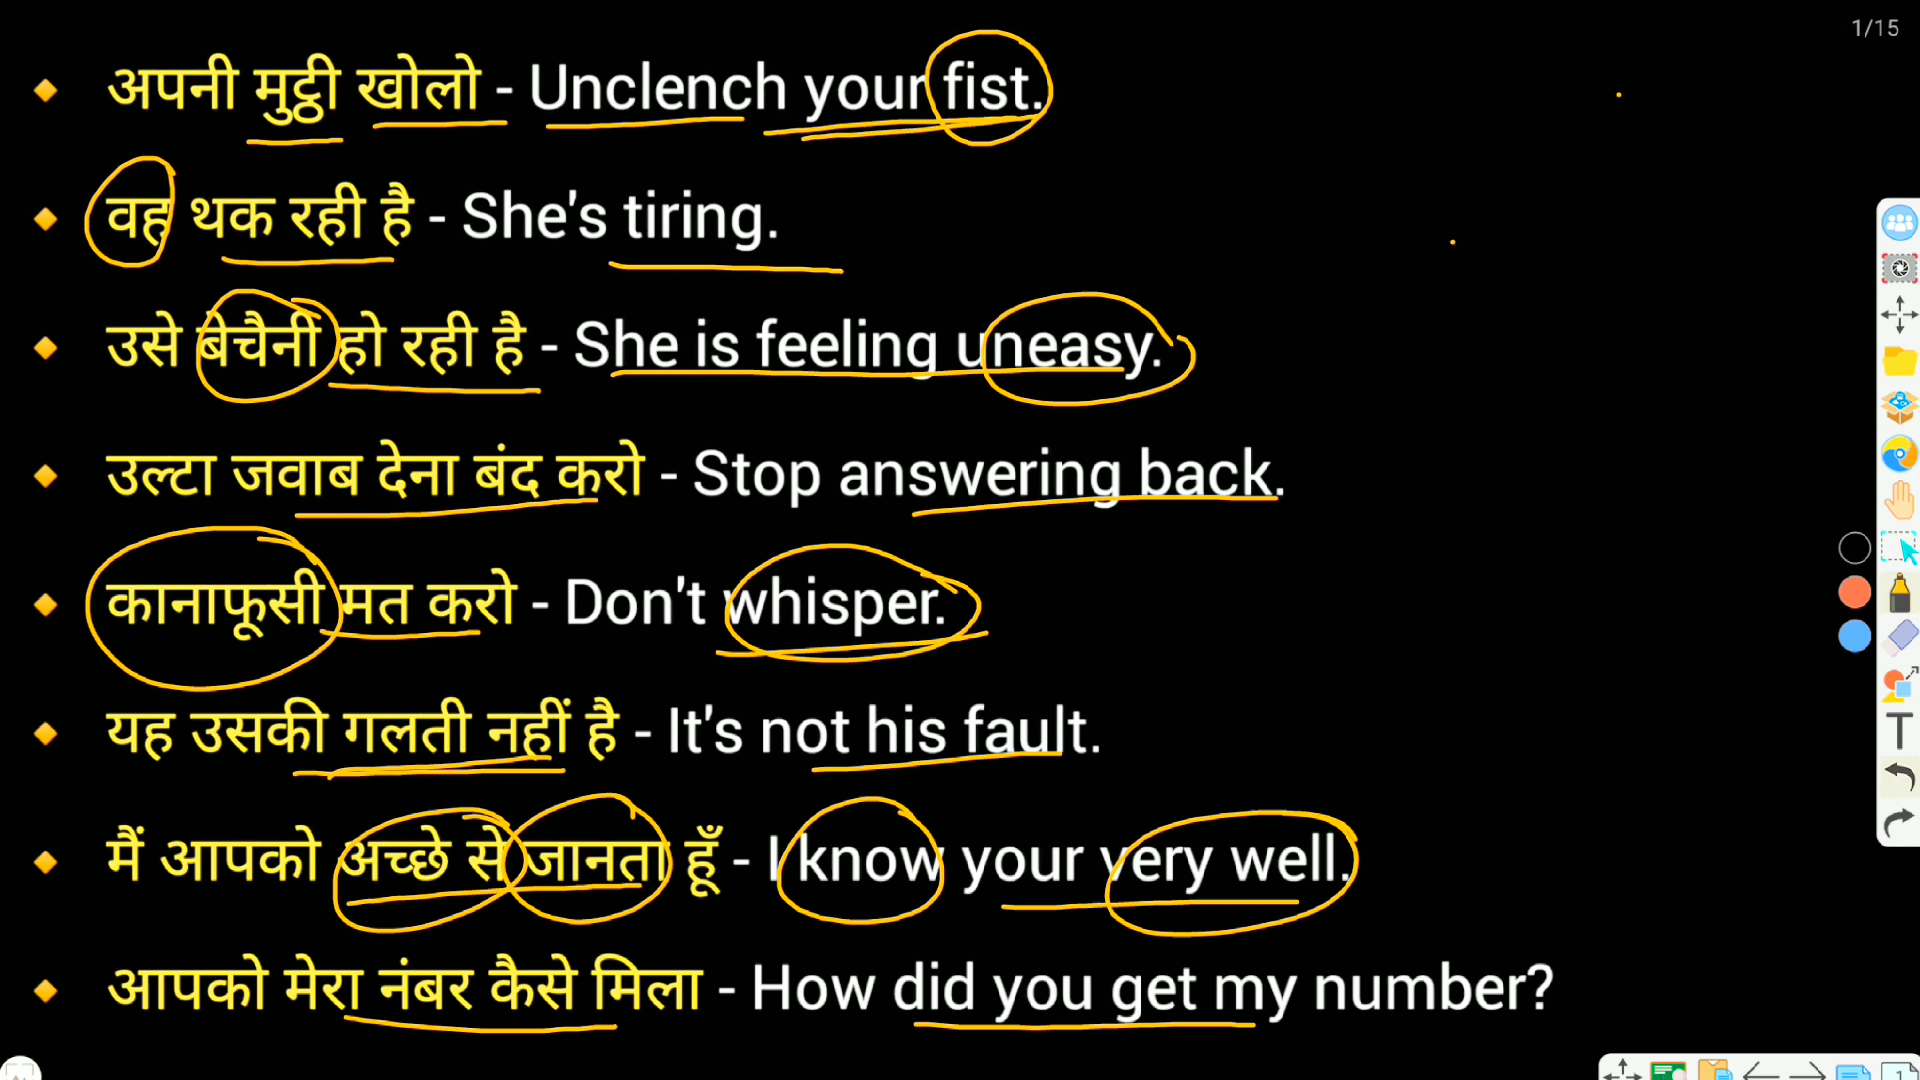 1/15
अपनी मुट्ठी खोलो - Unclench your fist.
वह थक रही है - She's tiring.
उसे बेचैनी हो रही है - She is feeling uneasy.
उल्टा जवाब देना बंद करो - Stop answering back.
कानाफूसी मत करो - Don't whisper.
यह उसकी गलती नहीं है - It's not his fault.
मैं आपको अच्छे से जानता हूँ - I know your very well.
आपको मेरा नंबर कैसे मिला - How did you get my number?